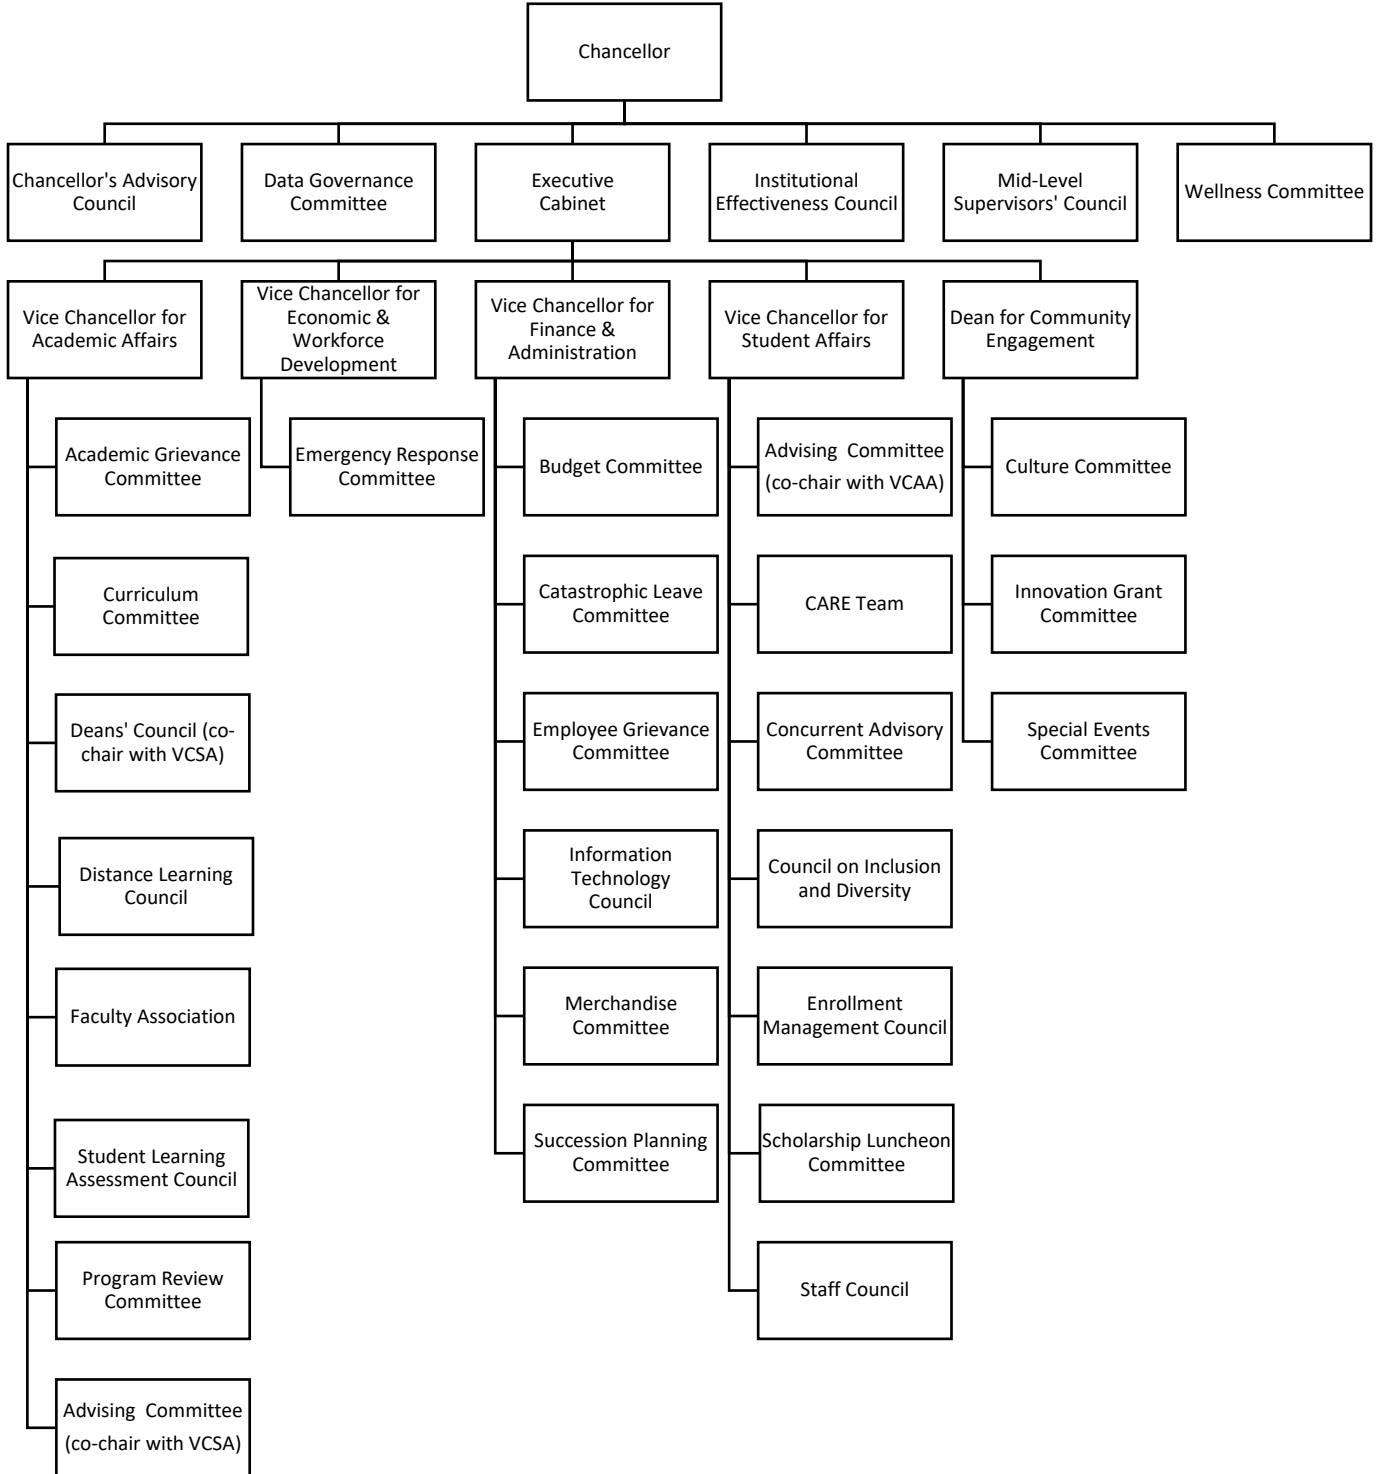 Chancellor
Chancellor's Advisory
Council
Data Governance
Committee
Executive
Cabinet
Institutional
Effectiveness Council
Mid-Level
Supervisors' Council
Wellness Committee
Vice Chancellor for
Academic Affairs
Vice Chancellor for
Economic &
Workforce
Development
Vice Chancellor for
Finance &
Administration
Vice Chancellor for
Student Affairs
Dean for Community
Engagement
Academic Grievance
Committee
Curriculum
Committee
Deans' Council (co-
chair with VCSA)
Distance Learning
Council
Faculty Association
Student Learning
Assessment Council
Program Review
Committee
Advising Committee
(co-chair with VCSA)
Emergency Response
Committee
Budget Committee
Catastrophic Leave
Committee
Employee Grievance
Committee
Information
Technology
Council
Merchandise
Committee
Succession Planning
Committee
Advising Committee
(co-chair with VCAA)
CARE Team
Concurrent Advisory
Committee
Council on Inclusion
and Diversity
Enrollment
Management Council
Scholarship Luncheon
Committee
Staff Council
Culture Committee
Innovation Grant
Committee
Special Events
Committee